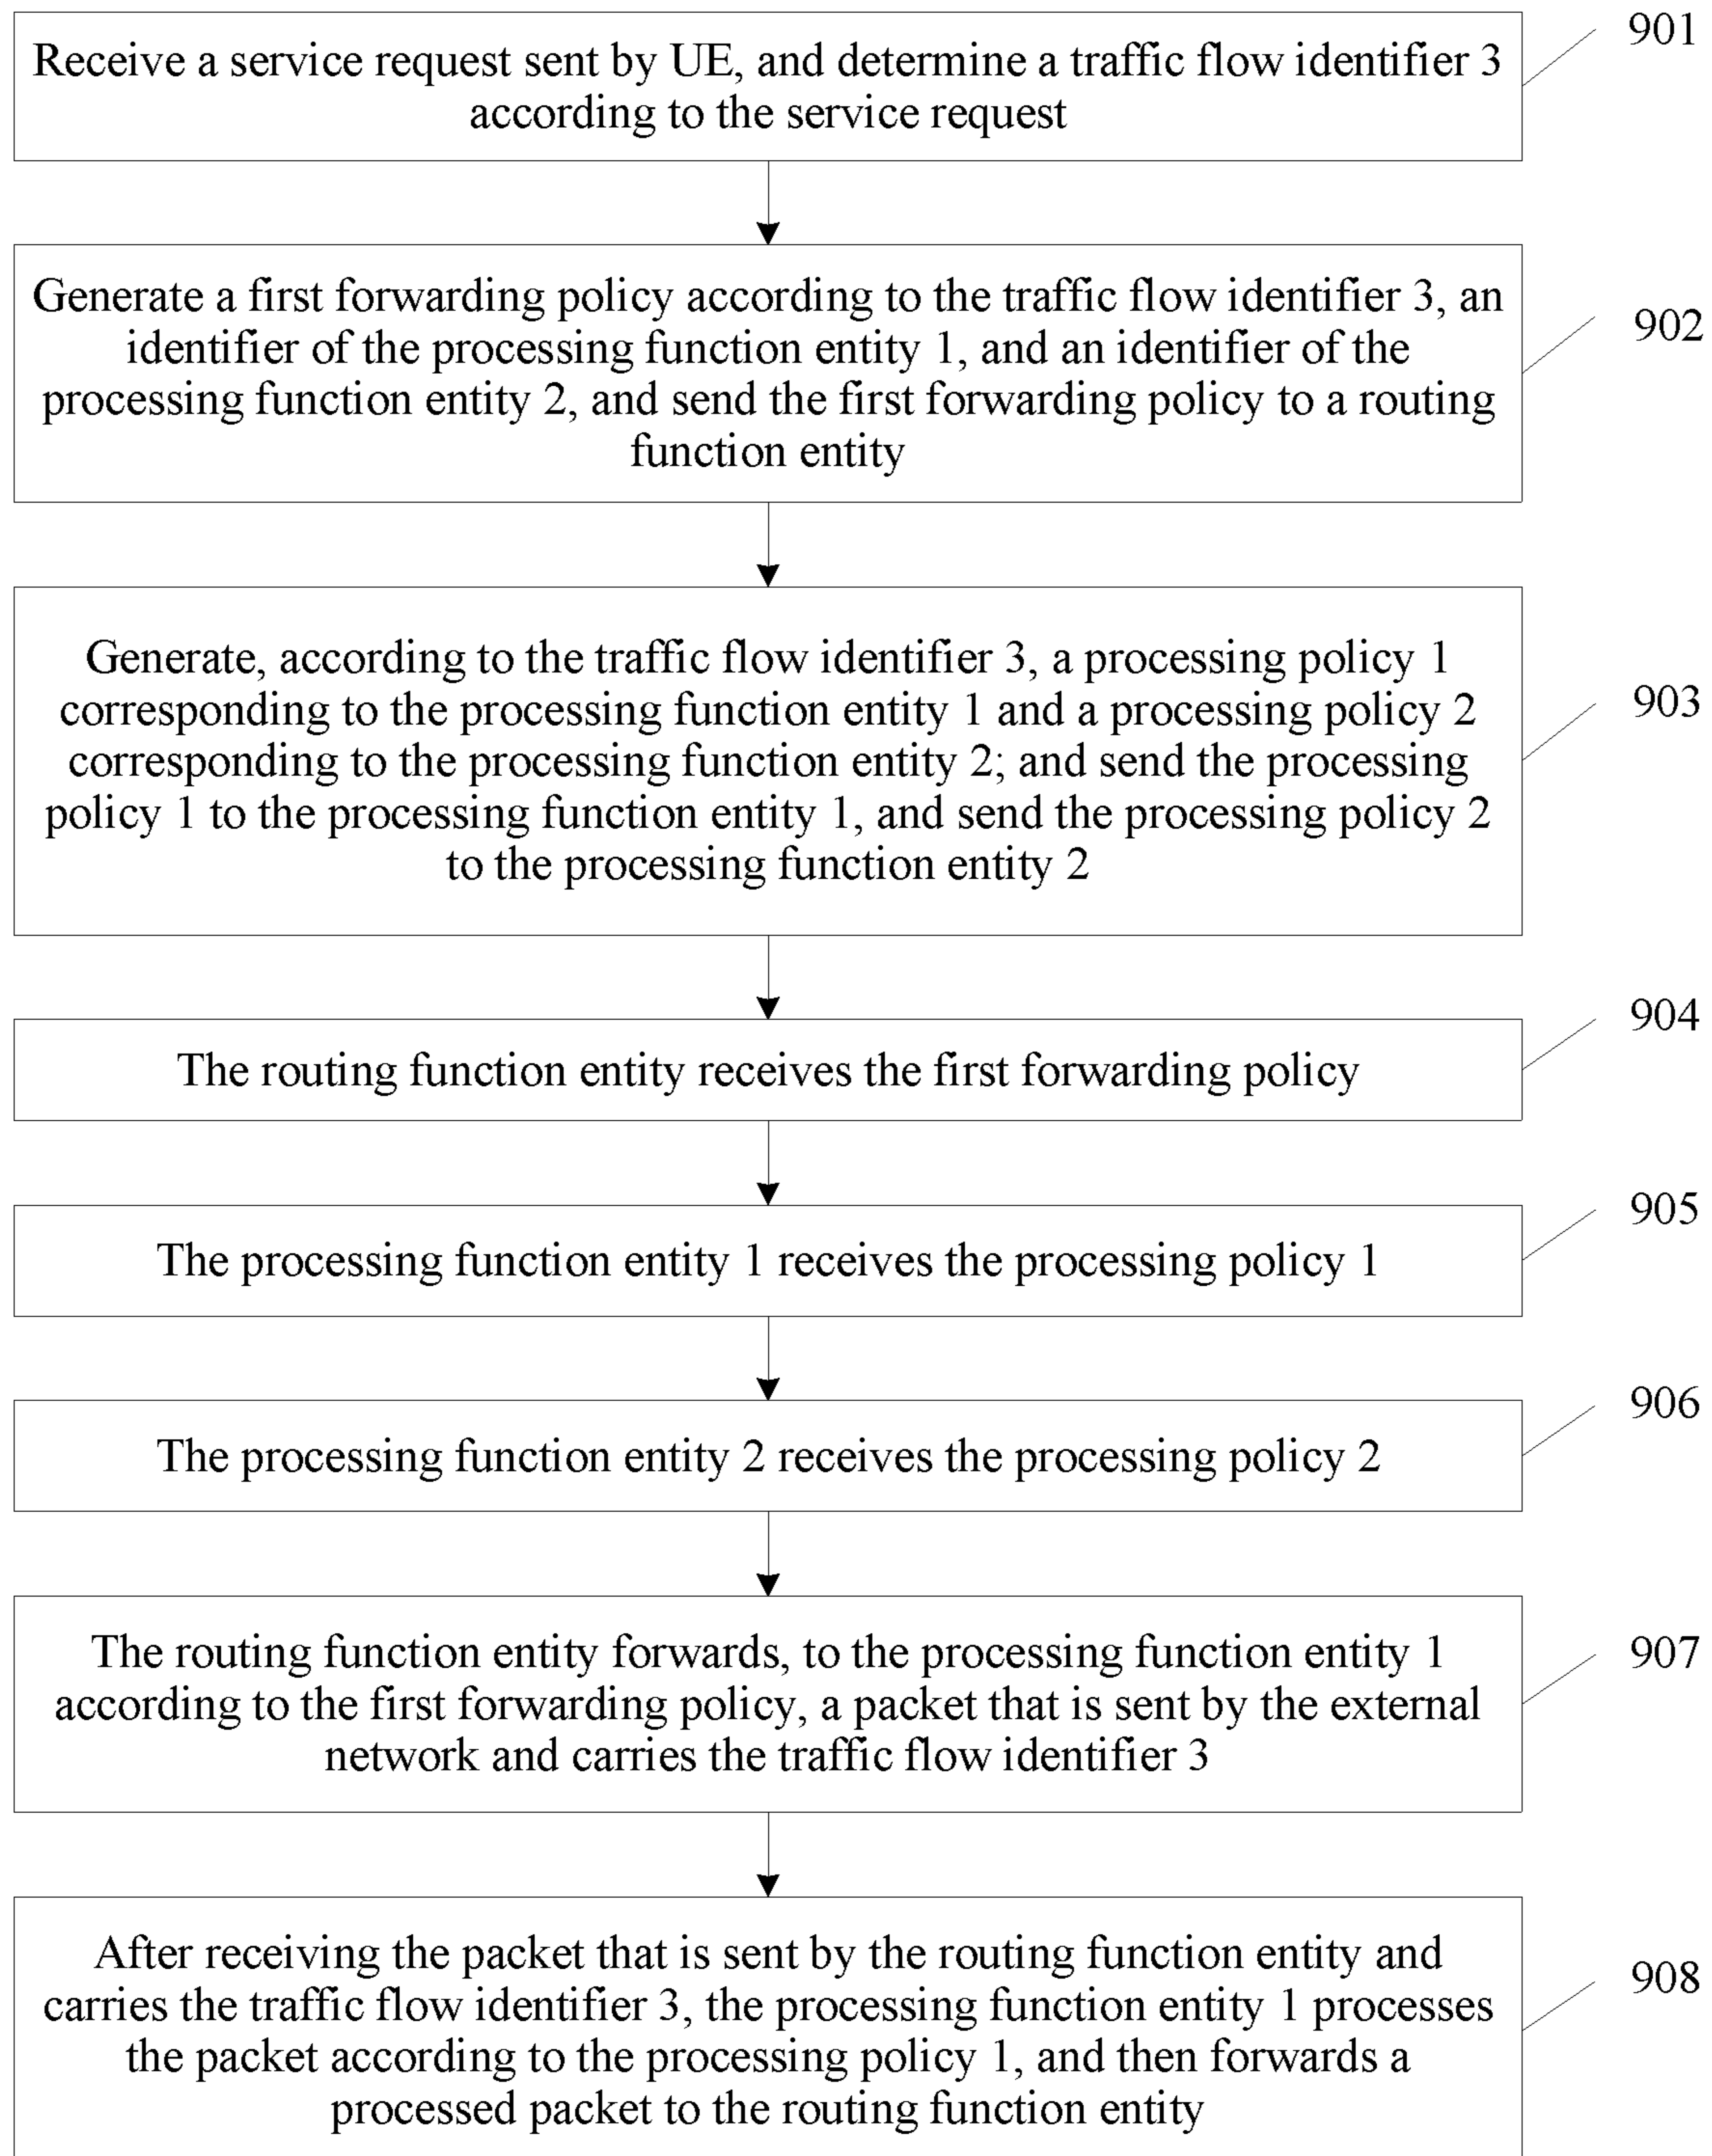 Receive a service request sent by UE, and determine a traffic flow identifier 3
according to the service request
901
Generate a first forwarding policy according to the traffic flow identifier 3, an
identifier of the processing function entity 1, and an identifier of the
processing function entity 2, and send the first forwarding policy to a routing
function entity
902
Generate, according to the traffic flow identifier 3, a processing policy 1
corresponding to the processing function entity 1 and a processing policy 2
corresponding to the processing function entity 2; and send the processing
policy 1 to the processing function entity 1, and send the processing policy 2
to the processing function entity 2
903
The routing function entity receives the first forwarding policy
904
The processing function entity 1 receives the processing policy 1
905
The processing function entity 2 receives the processing policy 2
906
The routing function entity forwards, to the processing function entity 1
according to the first forwarding policy, a packet that is sent by the external
network and carries the traffic flow identifier 3
907
After receiving the packet that is sent by the routing function entity and
carries the traffic flow identifier 3, the processing function entity 1 processes
the packet according to the processing policy 1, and then forwards a
processed packet to the routing function entity
908